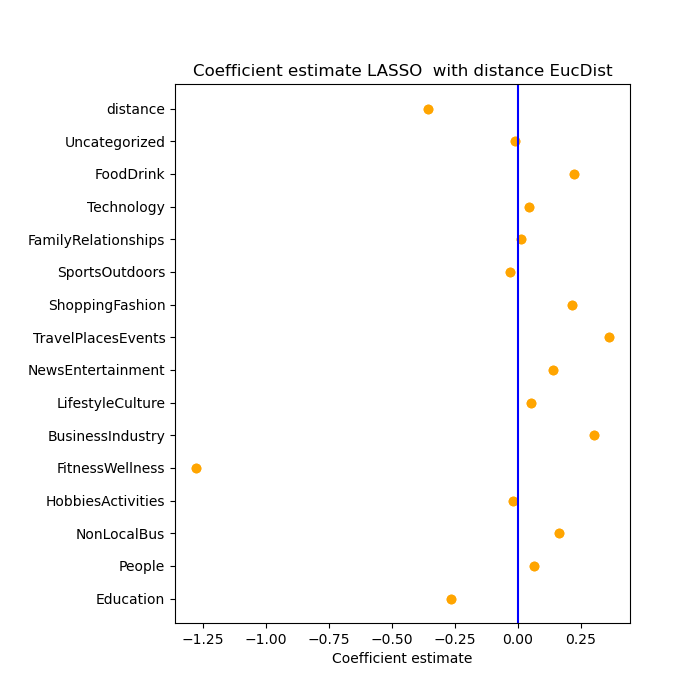 Coefficient estimate LASSO  with distance EucDist
distance
Uncategorized
FoodDrink
Technology
FamilyRelationships
SportsOutdoors
ShoppingFashion
TravelPlacesEvents
NewsEntertainment
LifestyleCulture
BusinessIndustry
FitnessWellness
HobbiesActivities
NonLocalBus
People
Education
−1.25 −1.00 −0.75 −0.50 −0.25 0.00 0.25
Coefficient estimate